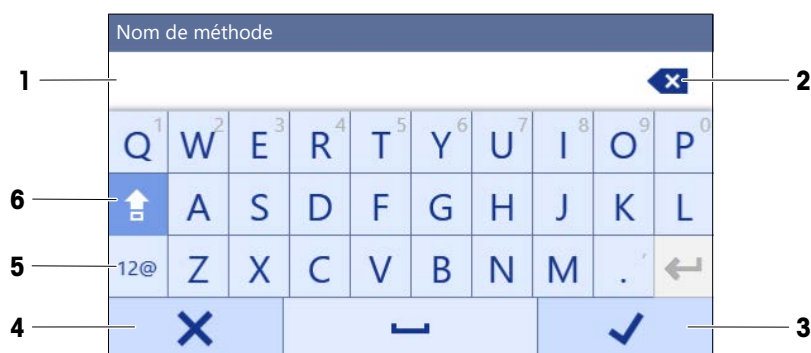 Nom de méthode
1 2
Q 1 W 2 E 3 R 4 T 5 Y 6 U 7 I 8 O 9 P 0
6 A S D F G H J K L
5 12@ Z X C V B N M . ′
4 3